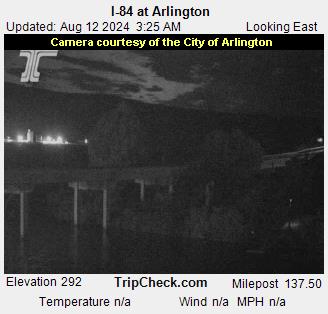 I-84 at Arlington
Updated: Aug 12 2024 3:25 AM Looking East
Camera courtesy of the City of Arlington
Elevation 292 TripCheck.com Milepost 137.50
Temperature n/a Wind n/a MPH n/a